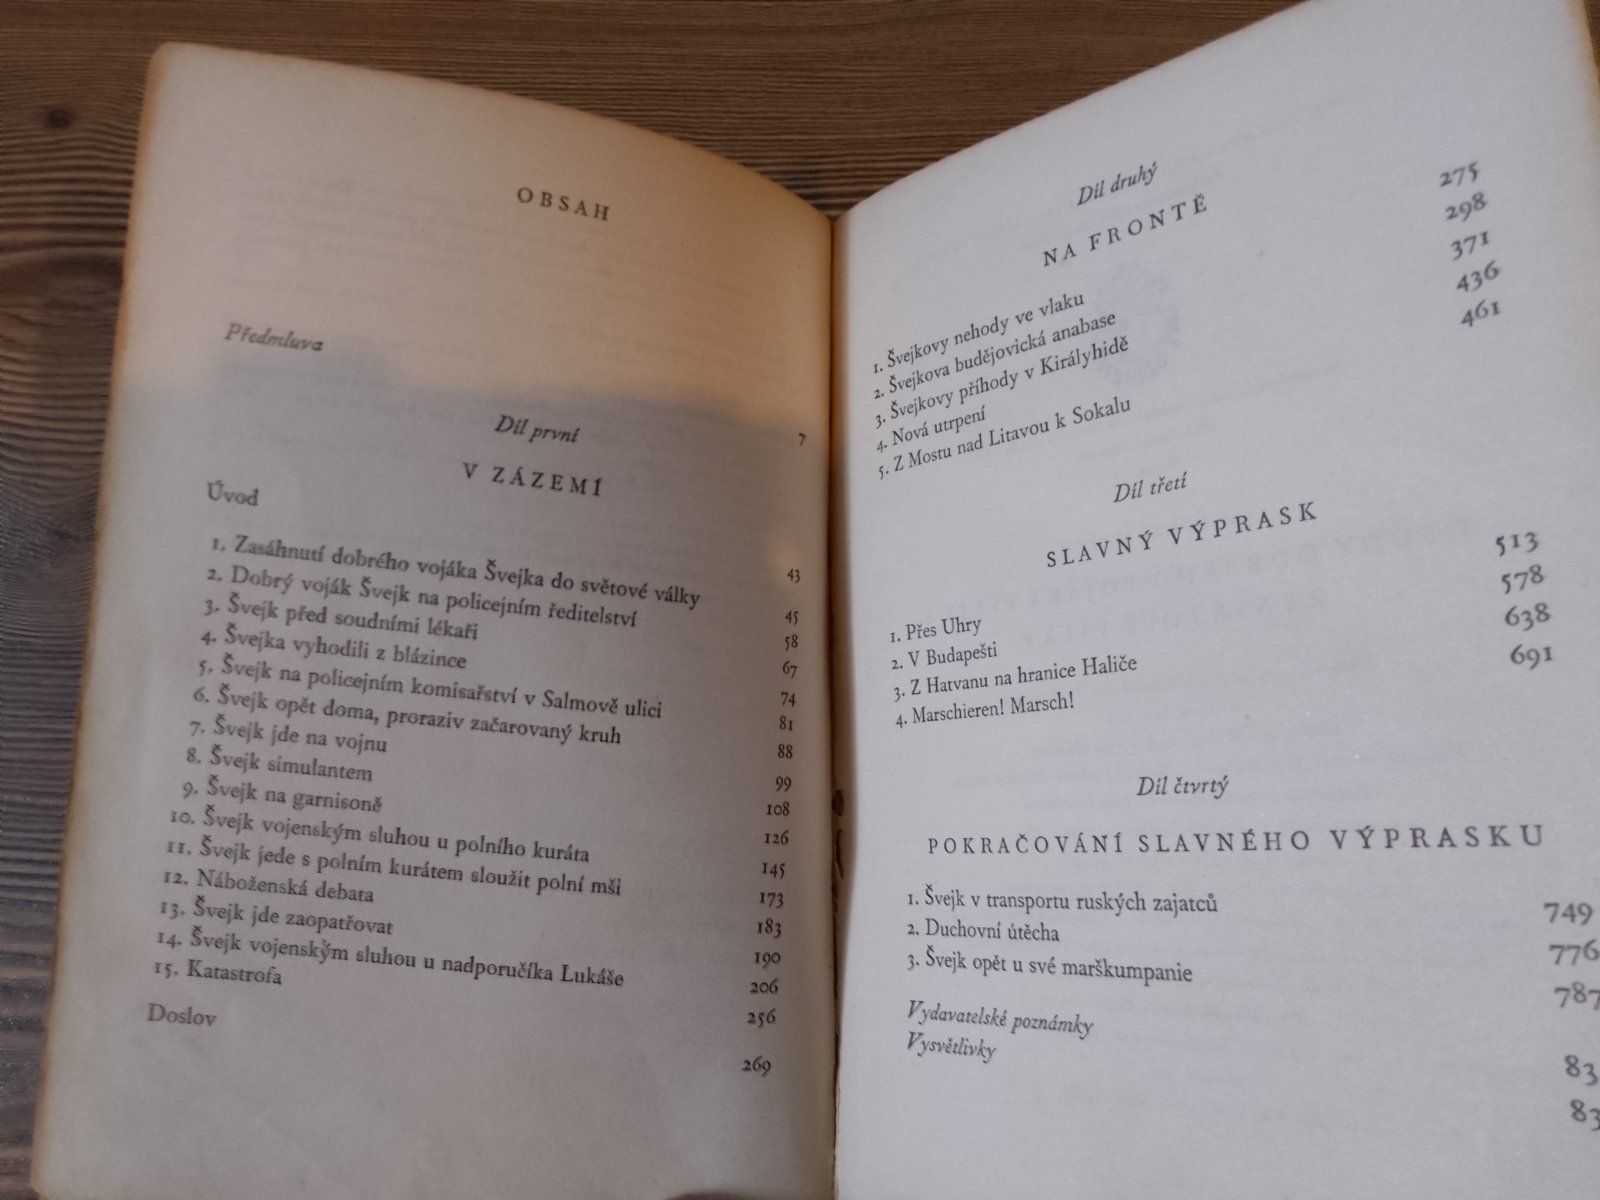 OBSAH
Předmluva 7
Díl první
V ZÁZEMÍ
Úvod 43
1. Zasáhnutí dobrého vojáka Švejka do světové války 45
2. Dobrý voják Švejk na policejním ředitelství 58
3. Švejk před soudními lékaři 67
4. Švejka vyhodili z blázince 74
5. Švejk na policejním komisařství v Salmově ulici 81
6. Švejk opět doma, proraziv začarovaný kruh 88
7. Švejk jde na vojnu 99
8. Švejk simulantem 108
9. Švejk na garnisoně 126
10. Švejk vojenským sluhou u polního kuráta 145
11. Švejk jede s polním kurátem sloužit polní mši 173
12. Náboženská debata 183
13. Švejk jde zaopatřovat 190
14. Švejk vojenským sluhou u nadporučíka Lukáše 206
15. Katastrofa 256
Doslov 269
Díl druhý
NA FRONTĚ
1. Švejkovy nehody ve vlaku 275
2. Švejkova budějovická anabase 298
3. Švejkovy příhody v Királyhidě 371
4. Nová utrpení 436
5. Z Mostu nad Litavou k Sokalu 461
Díl třetí
SLAVNÝ VÝPRASK
1. Přes Uhry 513
2. V Budapešti 578
3. Z Hatvanu na hranice Haliče 638
4. Marschieren! Marsch! 691
Díl čtvrtý
POKRAČOVÁNÍ SLAVNÉHO VÝPRASKU
1. Švejk v transportu ruských zajatců 749
2. Duchovní útěcha 776
3. Švejk opět u své marškumpanie 787
Vydavatelské poznámky
Vysvětlivky